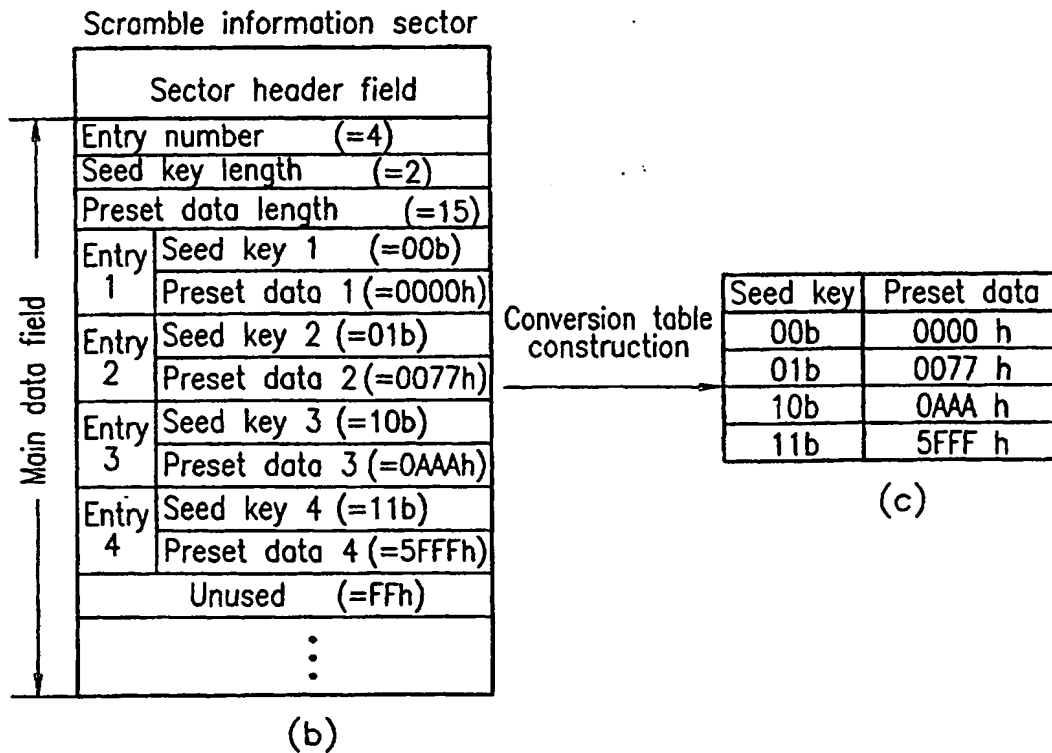 Scramble information sector
Sector header field
Main data field
Entry number (=4)
Seed key length (=2)
Preset data length (=15)
Entry 1
Seed key 1 (=00b)
Preset data 1 (=0000h)
Entry 2
Seed key 2 (=01b)
Preset data 2 (=0077h)
Entry 3
Seed key 3 (=10b)
Preset data 3 (=0AAAh)
Entry 4
Seed key 4 (=11b)
Preset data 4 (=5FFFh)
Unused (=FFh)
(b)
Conversion table
construction
Seed key Preset data
00b 0000 h
01b 0077 h
10b 0AAA h
11b 5FFF h
(c)